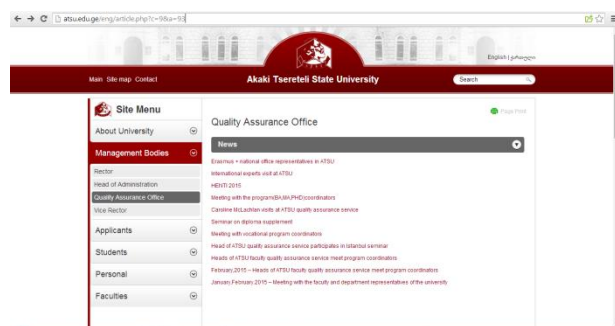 atsu.edu.ge/eng/article.php?c=98&a=93
English | ქართული
Main Site map Contact
Akaki Tsereteli State University
Search
Site Menu
About University
Management Bodies
Rector
Head of Administration
Quality Assurance Office
Vice Rector
Applicants
Students
Personal
Faculties
Page Print
Quality Assurance Office
News
Erasmus + national office representatives in ATSU
International experts visit at ATSU
HEINTI 2015
Meeting with the program(BA,MA,PHD)coordinators
Caroline McLachlan visits at ATSU quality assurance service
Seminar on diploma supplement
Meeting with vocational program coordinators
Head of ATSU quality assurance service participates in Istanbul seminar
Heads of ATSU faculty quality assurance service meet program coordinators
February,2015 – Heads of ATSU faculty quality assurance service meet program coordinators
January,February,2015 – Meeting with the faculty and department representatives of the university